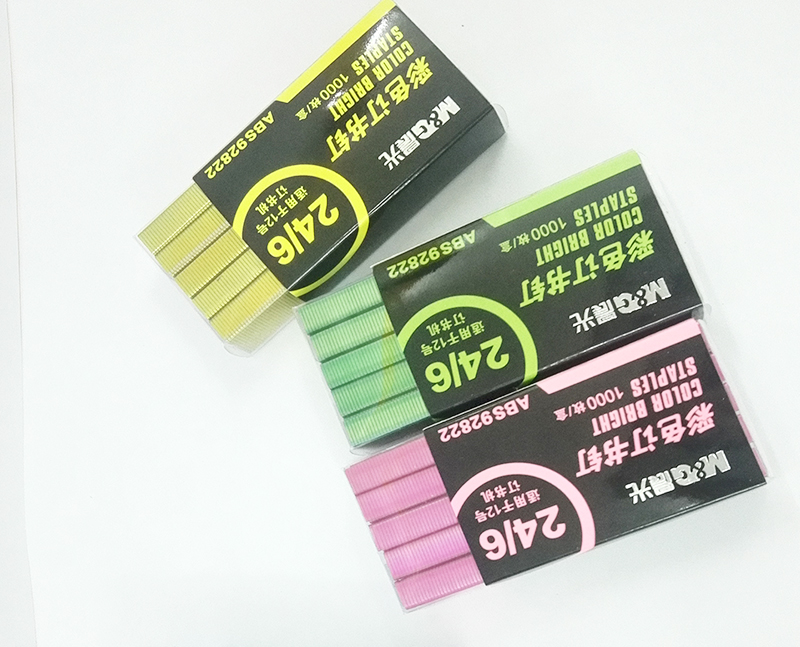 M&G晨光
彩色订书钉
COLOR BRIGHT
STAPLES 1000枚/盒
ABS92822
24/6
适用于12号
订书机
M&G晨光
彩色订书钉
COLOR BRIGHT
STAPLES 1000枚/盒
ABS92822
24/6
适用于12号
订书机
M&G晨光
彩色订书钉
COLOR BRIGHT
STAPLES 1000枚/盒
ABS92822
24/6
适用于12号
订书机